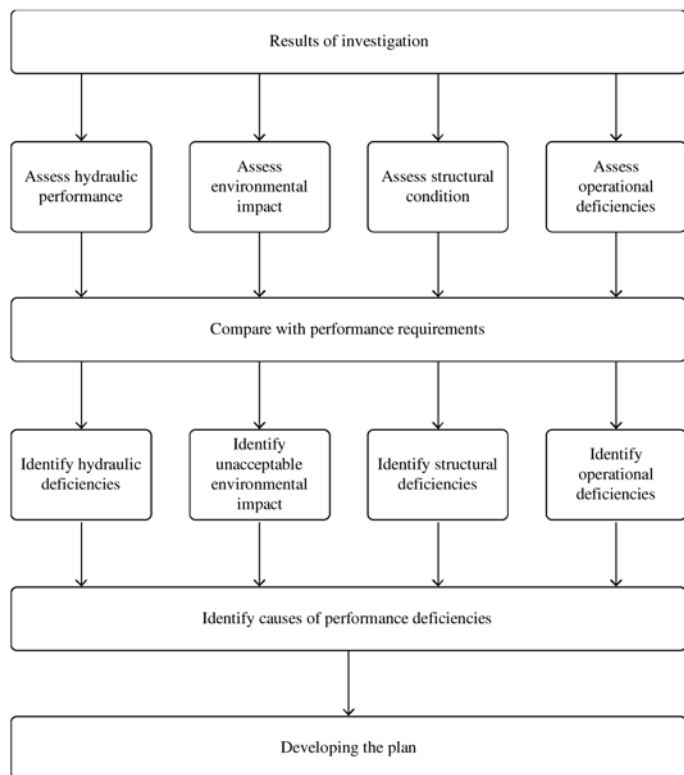 Results of investigation
Assess hydraulic
performance
Assess
environmental
impact
Assess structural
condition
Assess
operational
deficiencies
Compare with performance requirements
Identify hydraulic
deficiencies
Identify
unacceptable
environmental
impact
Identify structural
deficiencies
Identify
operational
deficiencies
Identify causes of performance deficiencies
Developing the plan